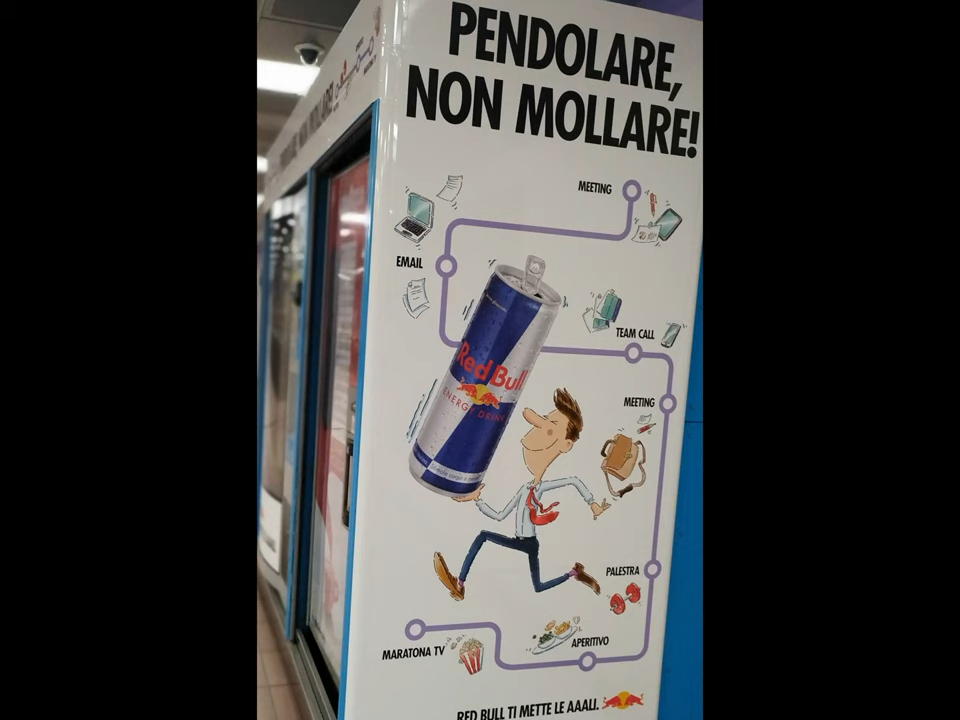 PENDOLARE,
NON MOLLARE!
MEETING
EMAIL
TEAM CALL
MEETING
Red Bull
ENERGY DRINK
PALESTRA
APERITIVO
MARATONA TV
RED BULL TI METTE LE AAALI.